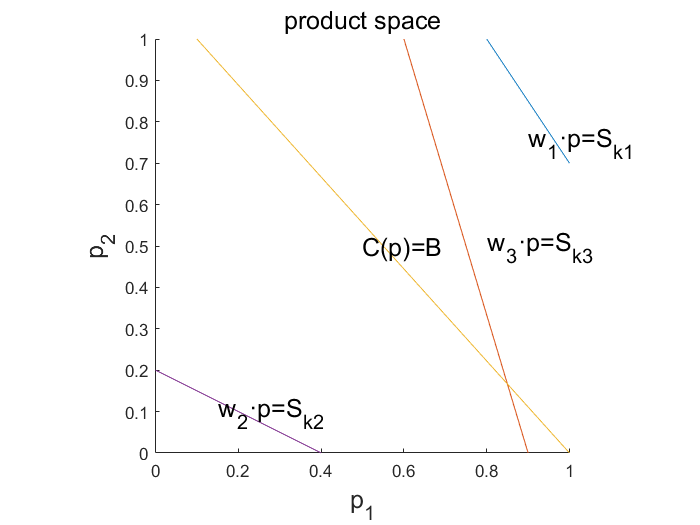 product space
1
0.9
0.8
w₁·p=Sₖ₁
0.7
0.6
p₂
0.5
C(p)=B
w₃·p=Sₖ₃
0.4
0.3
0.2
w₂·p=Sₖ₂
0.1
0
0 0.2 0.4 0.6 0.8 1
p₁